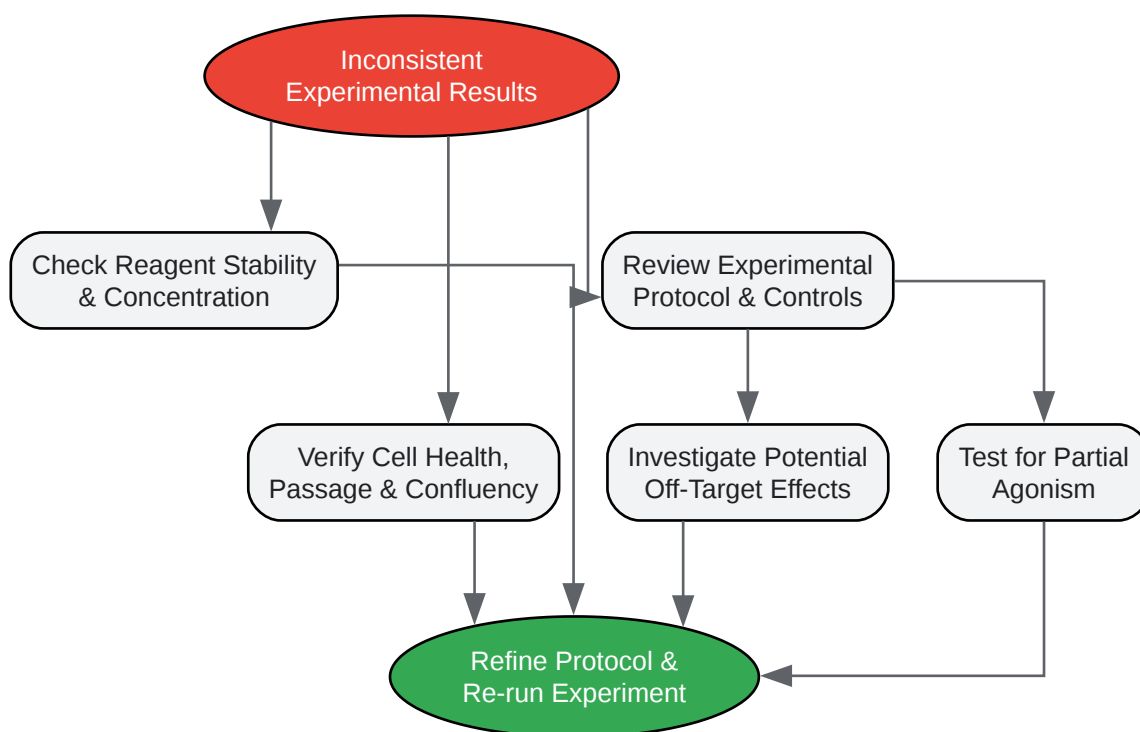 Inconsistent
Experimental Results
Check Reagent Stability
& Concentration
Review Experimental
Protocol & Controls
Verify Cell Health,
Passage & Confluency
Investigate Potential
Off-Target Effects
Test for Partial
Agonism
Refine Protocol &
Re-run Experiment